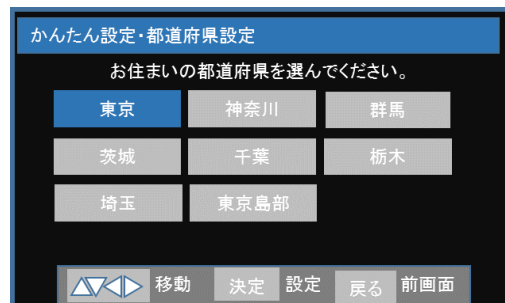 かんたん設定・都道府県設定
お住まいの都道府県を選んでください。
東京 神奈川 群馬
茨城 千葉 栃木
埼玉 東京島部
△▽◁▷ 移動 決定 設定 戻る 前画面